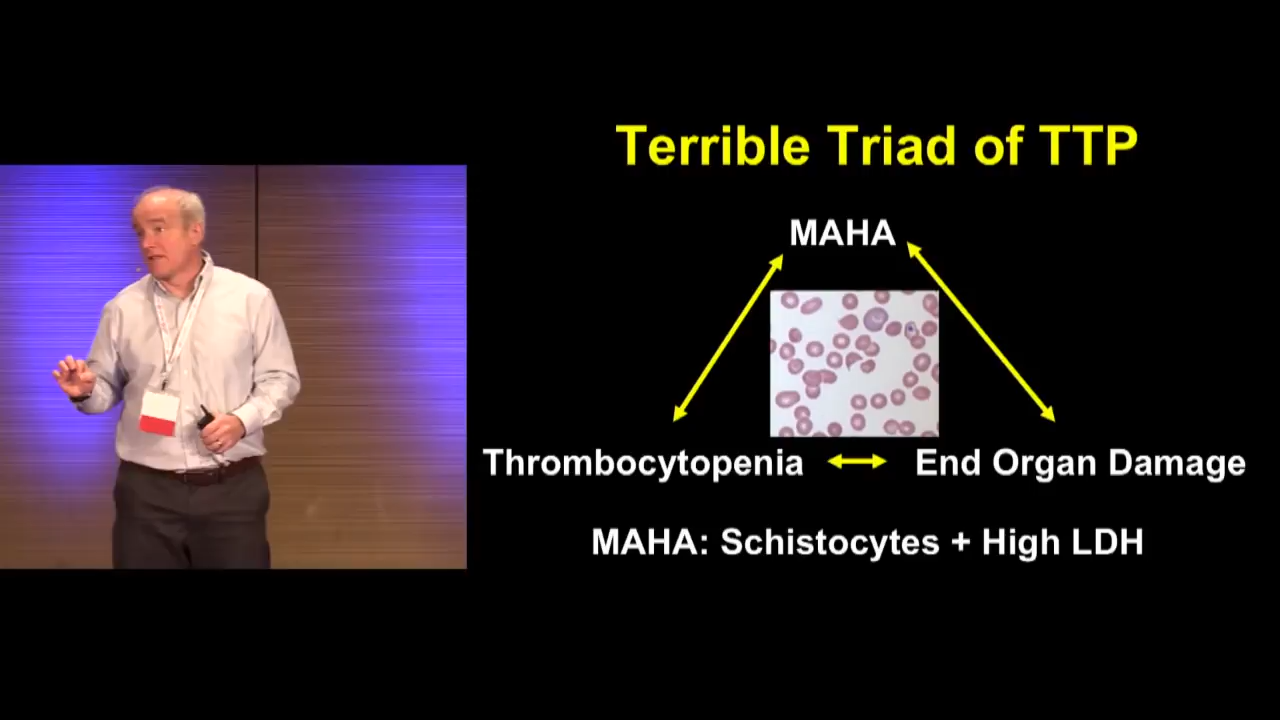 Terrible Triad of TTP
MAHA
Thrombocytopenia
End Organ Damage
MAHA: Schistocytes + High LDH